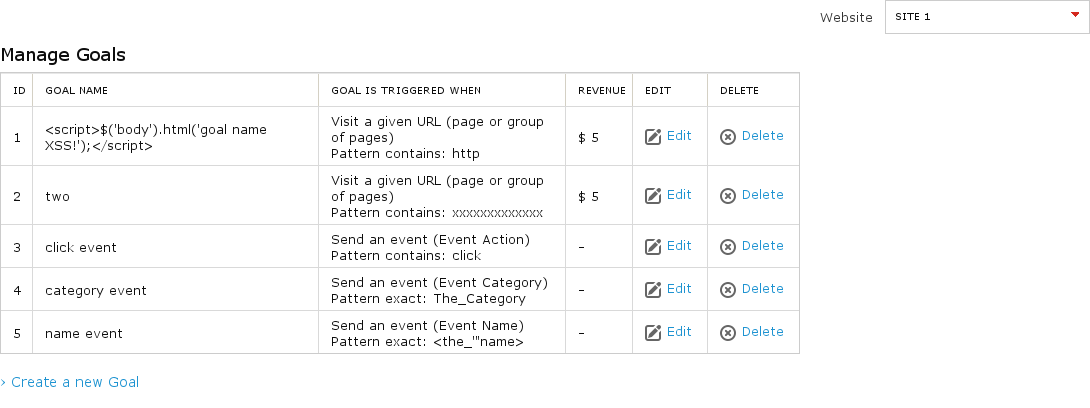 Website SITE 1
Manage Goals
ID GOAL NAME GOAL IS TRIGGERED WHEN REVENUE EDIT DELETE
1 <script>$('body').html('goal name XSS!');</script> Visit a given URL (page or group of pages) Pattern contains: http $ 5 Edit Delete
2 two Visit a given URL (page or group of pages) Pattern contains: xxxxxxxxxxxxx $ 5 Edit Delete
3 click event Send an event (Event Action) Pattern contains: click - Edit Delete
4 category event Send an event (Event Category) Pattern exact: The_Category - Edit Delete
5 name event Send an event (Event Name) Pattern exact: <the_'"name> - Edit Delete
› Create a new Goal